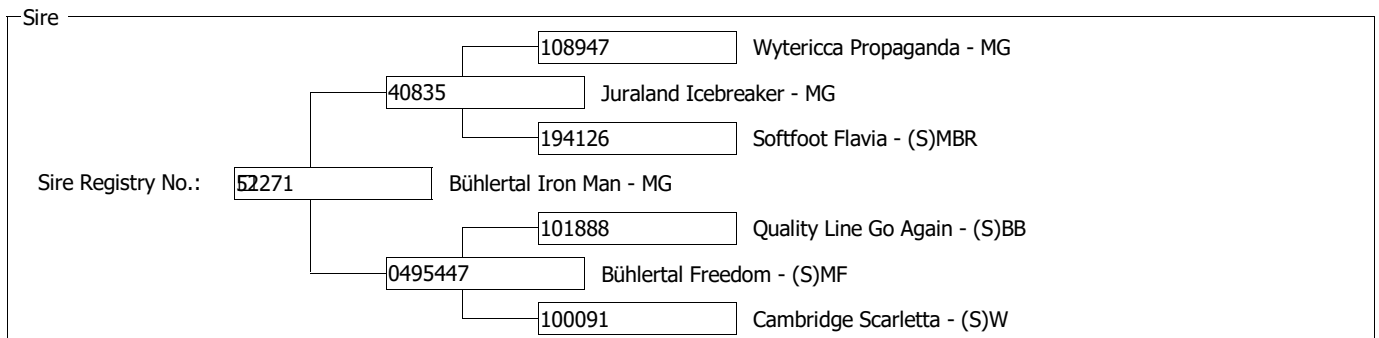 Sire
108947 Wytericca Propaganda - MG
40835 Juraland Icebreaker - MG
194126 Softfoot Flavia - (S)MBR
Sire Registry No.: 271 Bühlertal Iron Man - MG
101888 Quality Line Go Again - (S)BB
0495447 Bühlertal Freedom - (S)MF
100091 Cambridge Scarletta - (S)W